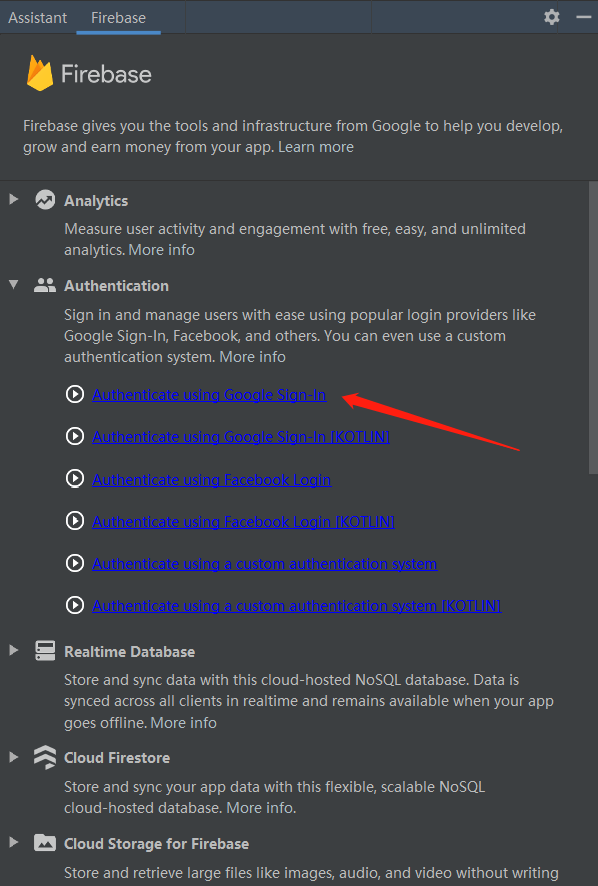 Assistant Firebase
Firebase
Firebase gives you the tools and infrastructure from Google to help you develop,
grow and earn money from your app. Learn more
Analytics
Measure user activity and engagement with free, easy, and unlimited
analytics. More info
Authentication
Sign in and manage users with ease using popular login providers like
Google Sign-In, Facebook, and others. You can even use a custom
authentication system. More info
Authenticate using Google Sign-In
Authenticate using Google Sign-In [KOTLIN]
Authenticate using Facebook Login
Authenticate using Facebook Login [KOTLIN]
Authenticate using a custom authentication system
Authenticate using a custom authentication system [KOTLIN]
Realtime Database
Store and sync data with this cloud-hosted NoSQL database. Data is
synced across all clients in realtime and remains available when your app
goes offline. More info
Cloud Firestore
Store and sync your app data with this flexible, scalable NoSQL
cloud-hosted database. More info.
Cloud Storage for Firebase
Store and retrieve large files like images, audio, and video without writing